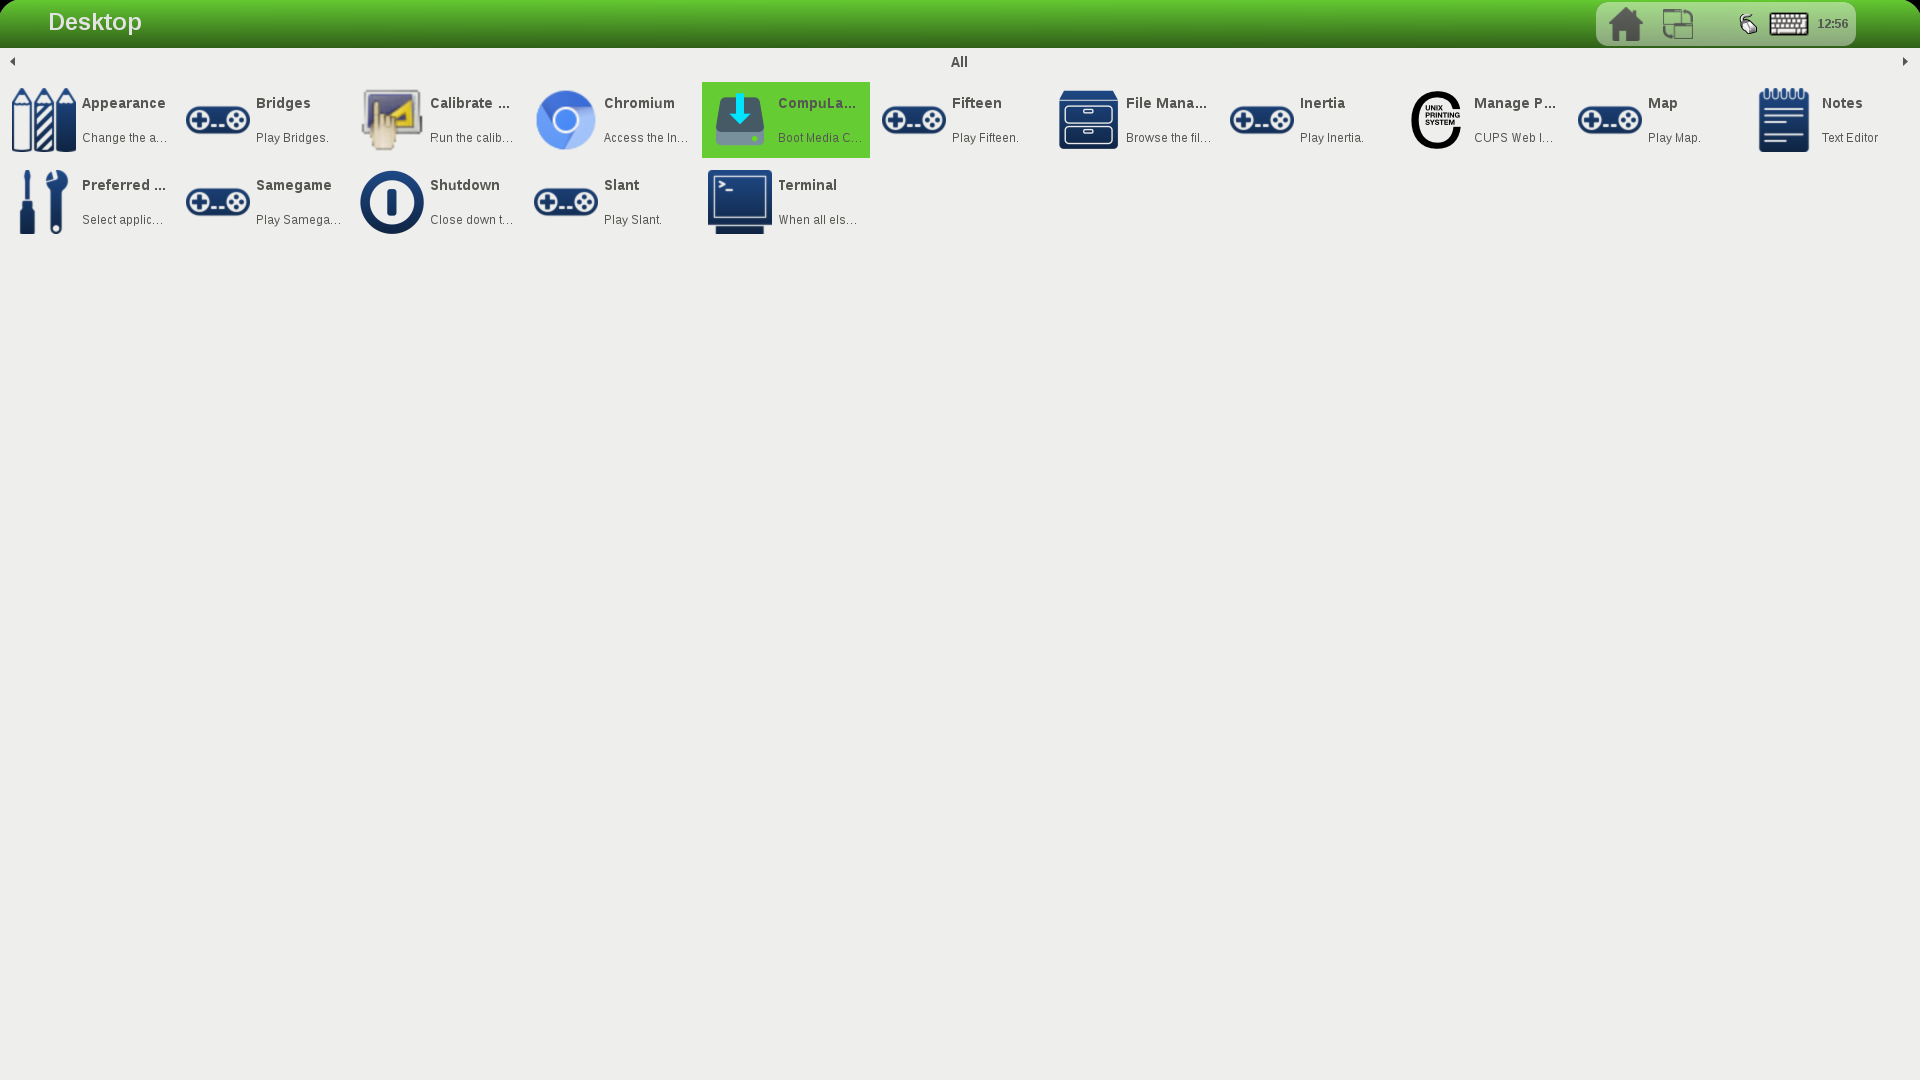 Desktop
12:56
All
Appearance
Change the a...
Bridges
Play Bridges.
Calibrate ...
Run the calib...
Chromium
Access the In...
CompuLa...
Boot Media C...
Fifteen
Play Fifteen.
File Mana...
Browse the fil...
Inertia
Play Inertia.
UNIX
PRINTING
SYSTEM
Manage P...
CUPS Web I...
Map
Play Map.
Notes
Text Editor
Preferred ...
Select applic...
Samegame
Play Samega...
Shutdown
Close down t...
Slant
Play Slant.
>_
Terminal
When all els...